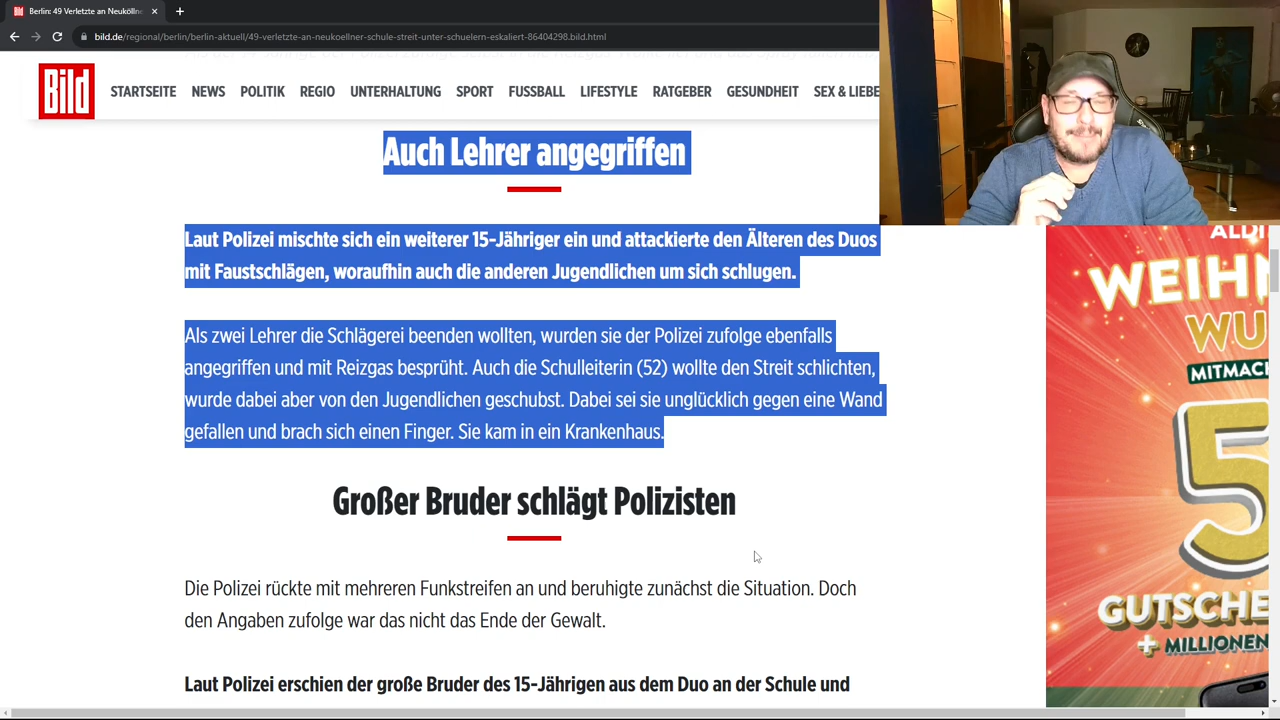 Berlin: 49 Verletzte an Neukölln
bild.de/regional/berlin/berlin-aktuell/49-verletzte-an-neukoellner-schule-streit-unter-schuelern-eskaliert-86404298.bild.html
Bild
STARTSEITE NEWS POLITIK REGIO UNTERHALTUNG SPORT FUSSBALL LIFESTYLE RATGEBER GESUNDHEIT SEX & LIEBE
Auch Lehrer angegriffen
Laut Polizei mischte sich ein weiterer 15-Jähriger ein und attackierte den Älteren des Duos
mit Faustschlägen, woraufhin auch die anderen Jugendlichen um sich schlugen.
Als zwei Lehrer die Schlägerei beenden wollten, wurden sie der Polizei zufolge ebenfalls
angegriffen und mit Reizgas besprüht. Auch die Schulleiterin (52) wollte den Streit schlichten,
wurde dabei aber von den Jugendlichen geschubst. Dabei sei sie unglücklich gegen eine Wand
gefallen und brach sich einen Finger. Sie kam in ein Krankenhaus.
Großer Bruder schlägt Polizisten
Die Polizei rückte mit mehreren Funkstreifen an und beruhigte zunächst die Situation. Doch
den Angaben zufolge war das nicht das Ende der Gewalt.
Laut Polizei erschien der große Bruder des 15-Jährigen aus dem Duo an der Schule und
ALDI
WEIHN
WU
MITMACH
5
GUTSCHE
+ MILLIONEN